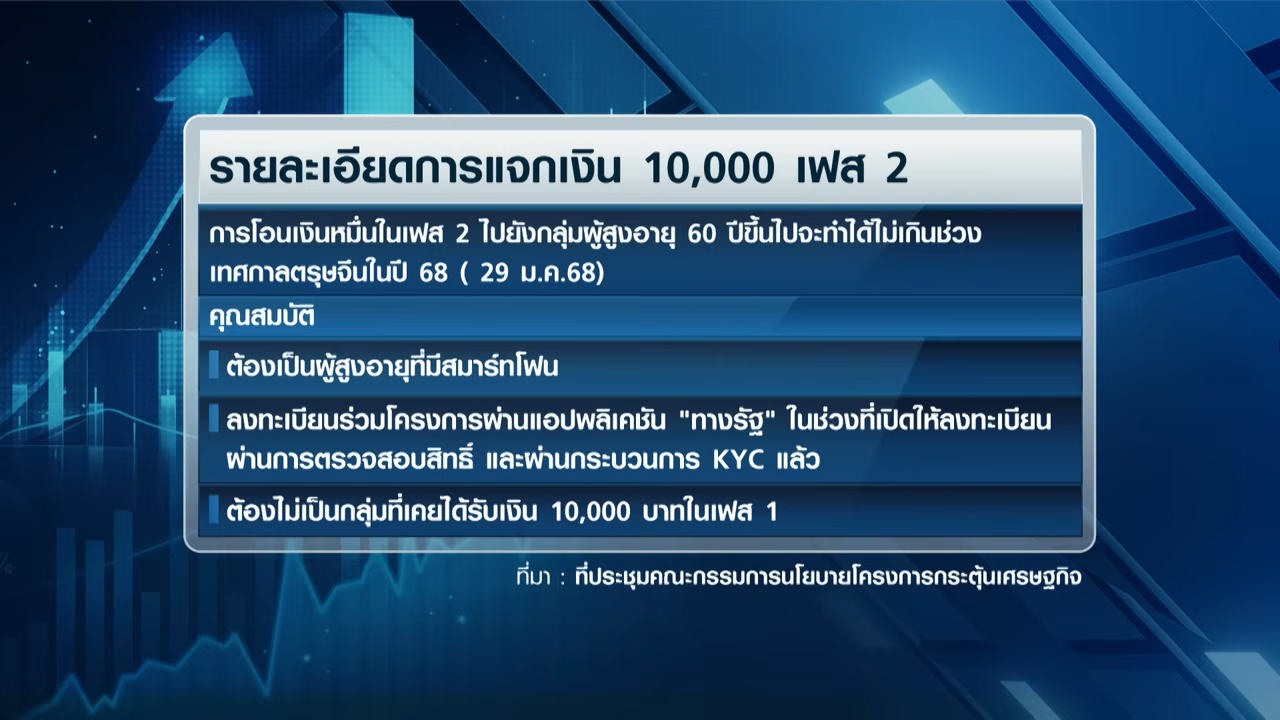 รายละเอียดการแจกเงิน 10,000 เฟส 2
การโอนเงินหมื่นในเฟส 2 ไปยังกลุ่มผู้สูงอายุ 60 ปีขึ้นไปจะทำได้ไม่เกินช่วง
เทศกาลตรุษจีนในปี 68 ( 29 ม.ค.68)
คุณสมบัติ
ต้องเป็นผู้สูงอายุที่มีสมาร์ทโฟน
ลงทะเบียนร่วมโครงการผ่านแอปพลิเคชัน "ทางรัฐ" ในช่วงที่เปิดให้ลงทะเบียน
ผ่านการตรวจสอบสิทธิ์ และผ่านกระบวนการ KYC แล้ว
ต้องไม่เป็นกลุ่มที่เคยได้รับเงิน 10,000 บาทในเฟส 1
ที่มา : ที่ประชุมคณะกรรมการนโยบายโครงการกระตุ้นเศรษฐกิจ